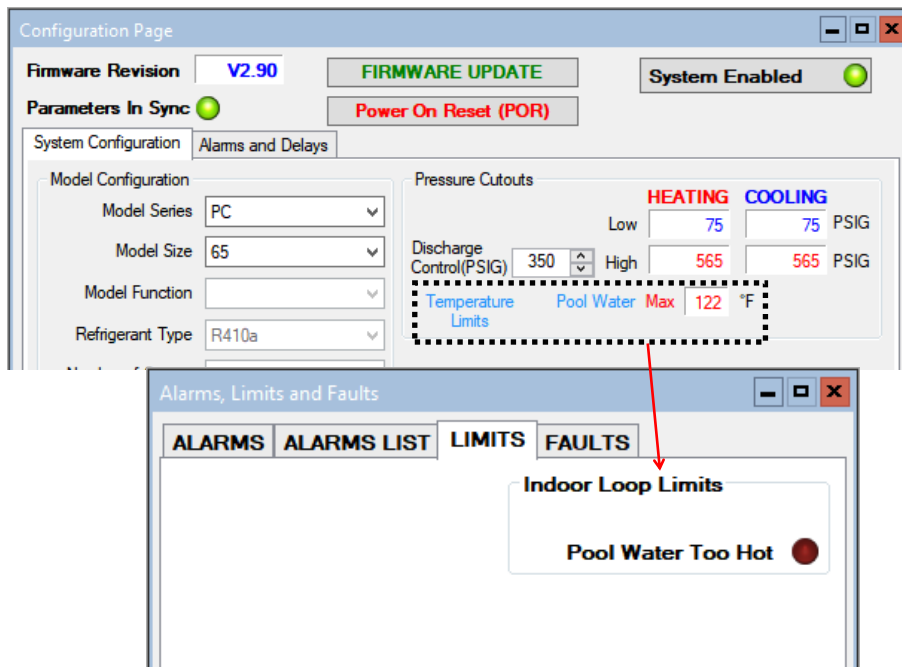 Configuration Page
Firmware Revision V2.90 FIRMWARE UPDATE System Enabled
Parameters In Sync Power On Reset (POR)
System Configuration Alarms and Delays
Model Configuration Pressure Cutouts
HEATING COOLING
Model Series PC Low 75 75 PSIG
Model Size 65 Discharge Control(PSIG) 350 High 565 565 PSIG
Model Function Temperature Limits Pool Water Max 122 °F
Refrigerant Type R410a
Alarms, Limits and Faults
ALARMS ALARMS LIST LIMITS FAULTS
Indoor Loop Limits
Pool Water Too Hot